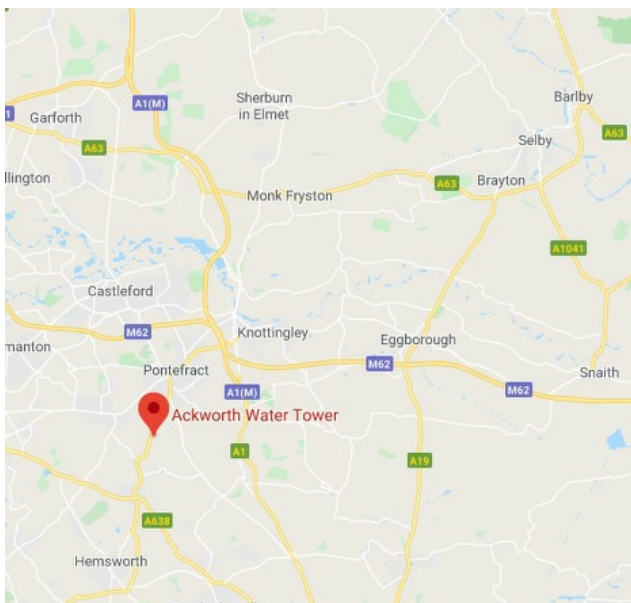 A1(M)
Sherburn
in Elmet
Barlby
1
Garforth
A63
Selby
A63
llington
Monk Fryston
A63
Brayton
A1041
Castleford
M62
Knottingley
Eggborough
manton
Pontefract
M62
Snaith
A1(M)
M62
Ackworth Water Tower
A1
A19
A638
Hemsworth